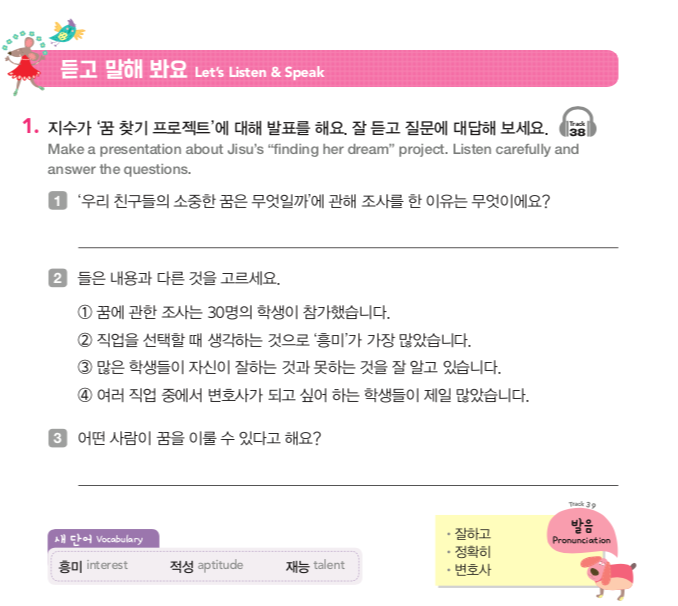 듣고 말해 봐요 Let's Listen & Speak
1. 지수가 ‘꿈 찾기 프로젝트’에 대해 발표를 해요. 잘 듣고 질문에 대답해 보세요. Track 38
Make a presentation about Jisu's “finding her dream” project. Listen carefully and
answer the questions.
1 ‘우리 친구들의 소중한 꿈은 무엇일까’에 관해 조사를 한 이유는 무엇이에요?
2 들은 내용과 다른 것을 고르세요.
① 꿈에 관한 조사는 30명의 학생이 참가했습니다.
② 직업을 선택할 때 생각하는 것으로 ‘흥미’가 가장 많았습니다.
③ 많은 학생들이 자신이 잘하는 것과 못하는 것을 잘 알고 있습니다.
④ 여러 직업 중에서 변호사가 되고 싶어 하는 학생들이 제일 많았습니다.
3 어떤 사람이 꿈을 이룰 수 있다고 해요?
새 단어 Vocabulary
흥미 interest 적성 aptitude 재능 talent
Track 39
발음
Pronunciation
· 잘하고
· 정확히
· 변호사